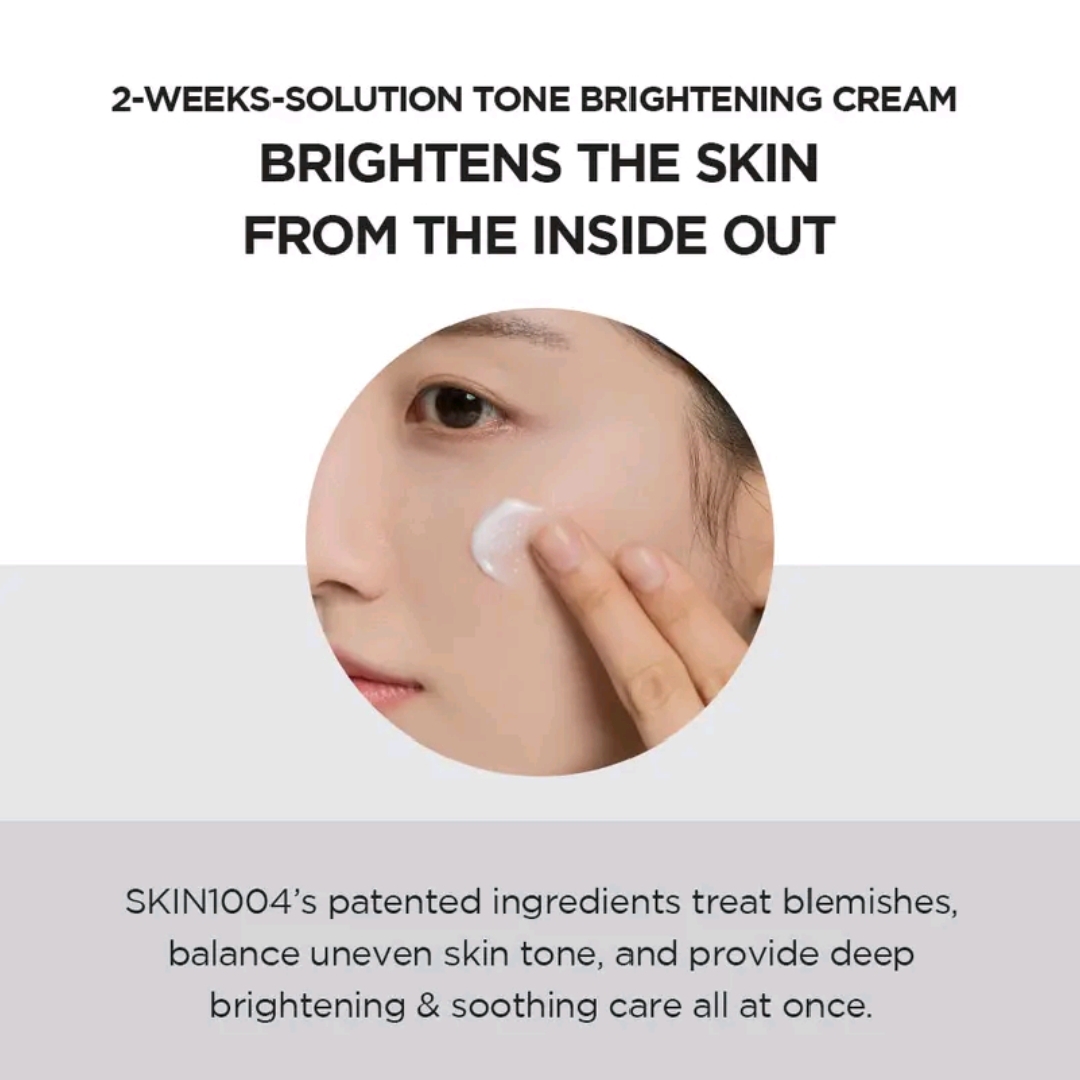 2-WEEKS-SOLUTION TONE BRIGHTENING CREAM
BRIGHTENS THE SKIN
FROM THE INSIDE OUT
SKIN1004’s patented ingredients treat blemishes,
balance uneven skin tone, and provide deep
brightening & soothing care all at once.